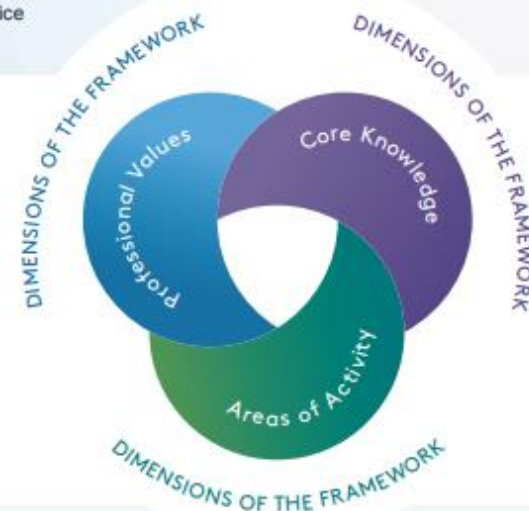 ice
DIMENSIONS OF THE FRAMEWORK
DIMENSIONS OF THE FRAMEWORK
Professional Values
Core Knowledge
Areas of Activity
DIMENSIONS OF THE FRAMEWORK